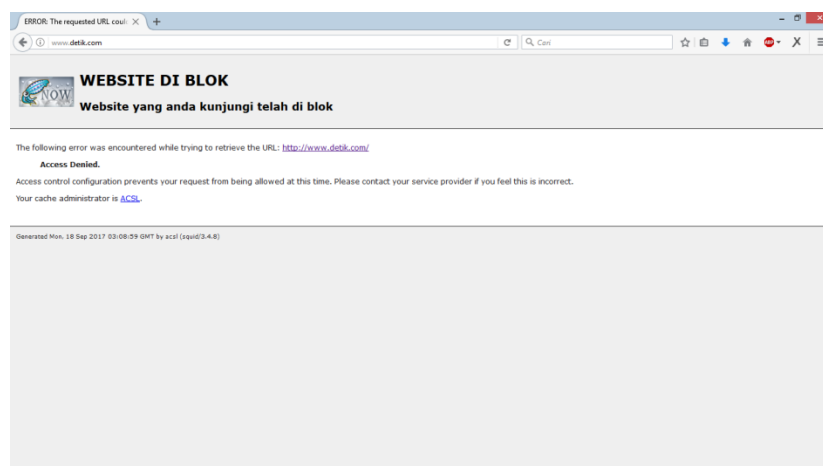 ERROR: The requested URL coul
www.detik.com
Cari
ABP
NOW
WEBSITE DI BLOK
Website yang anda kunjungi telah di blok
The following error was encountered while trying to retrieve the URL: http://www.detik.com/
Access Denied.
Access control configuration prevents your request from being allowed at this time. Please contact your service provider if you feel this is incorrect.
Your cache administrator is ACSL.
Generated Mon, 18 Sep 2017 03:08:59 GMT by acsl (squid/3.4.8)